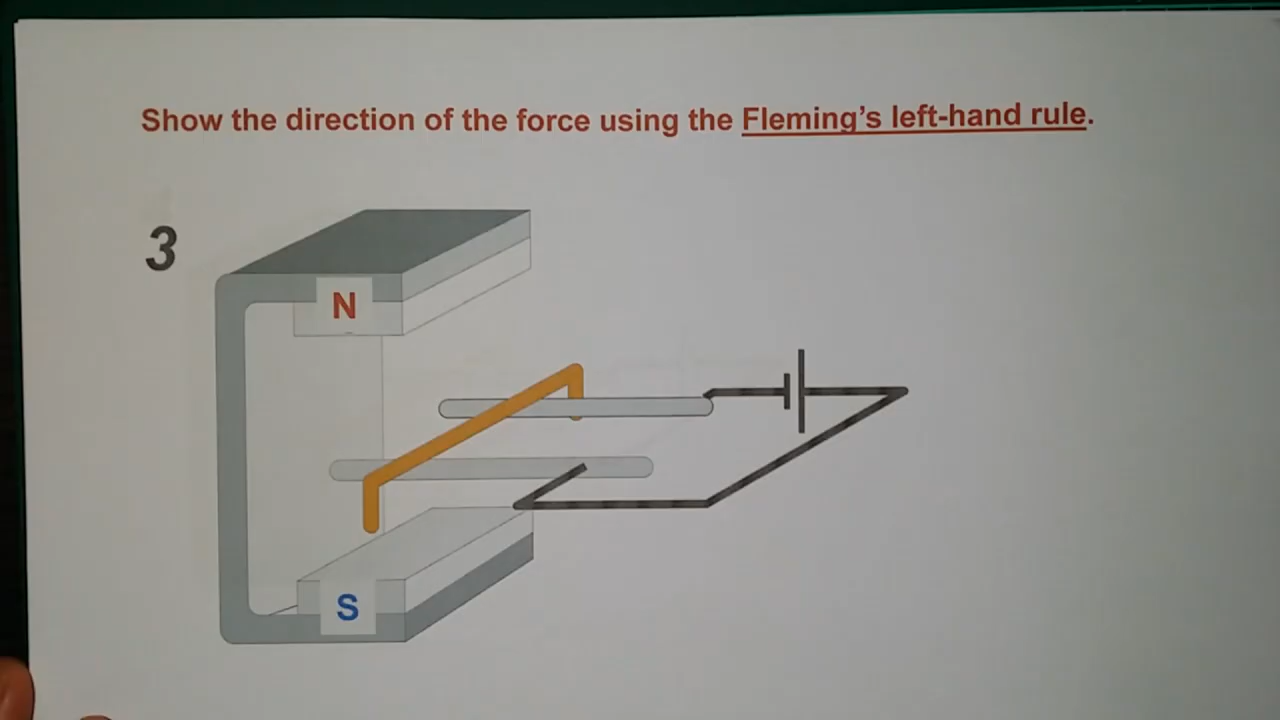 Show the direction of the force using the Fleming's left-hand rule.
3
N
S